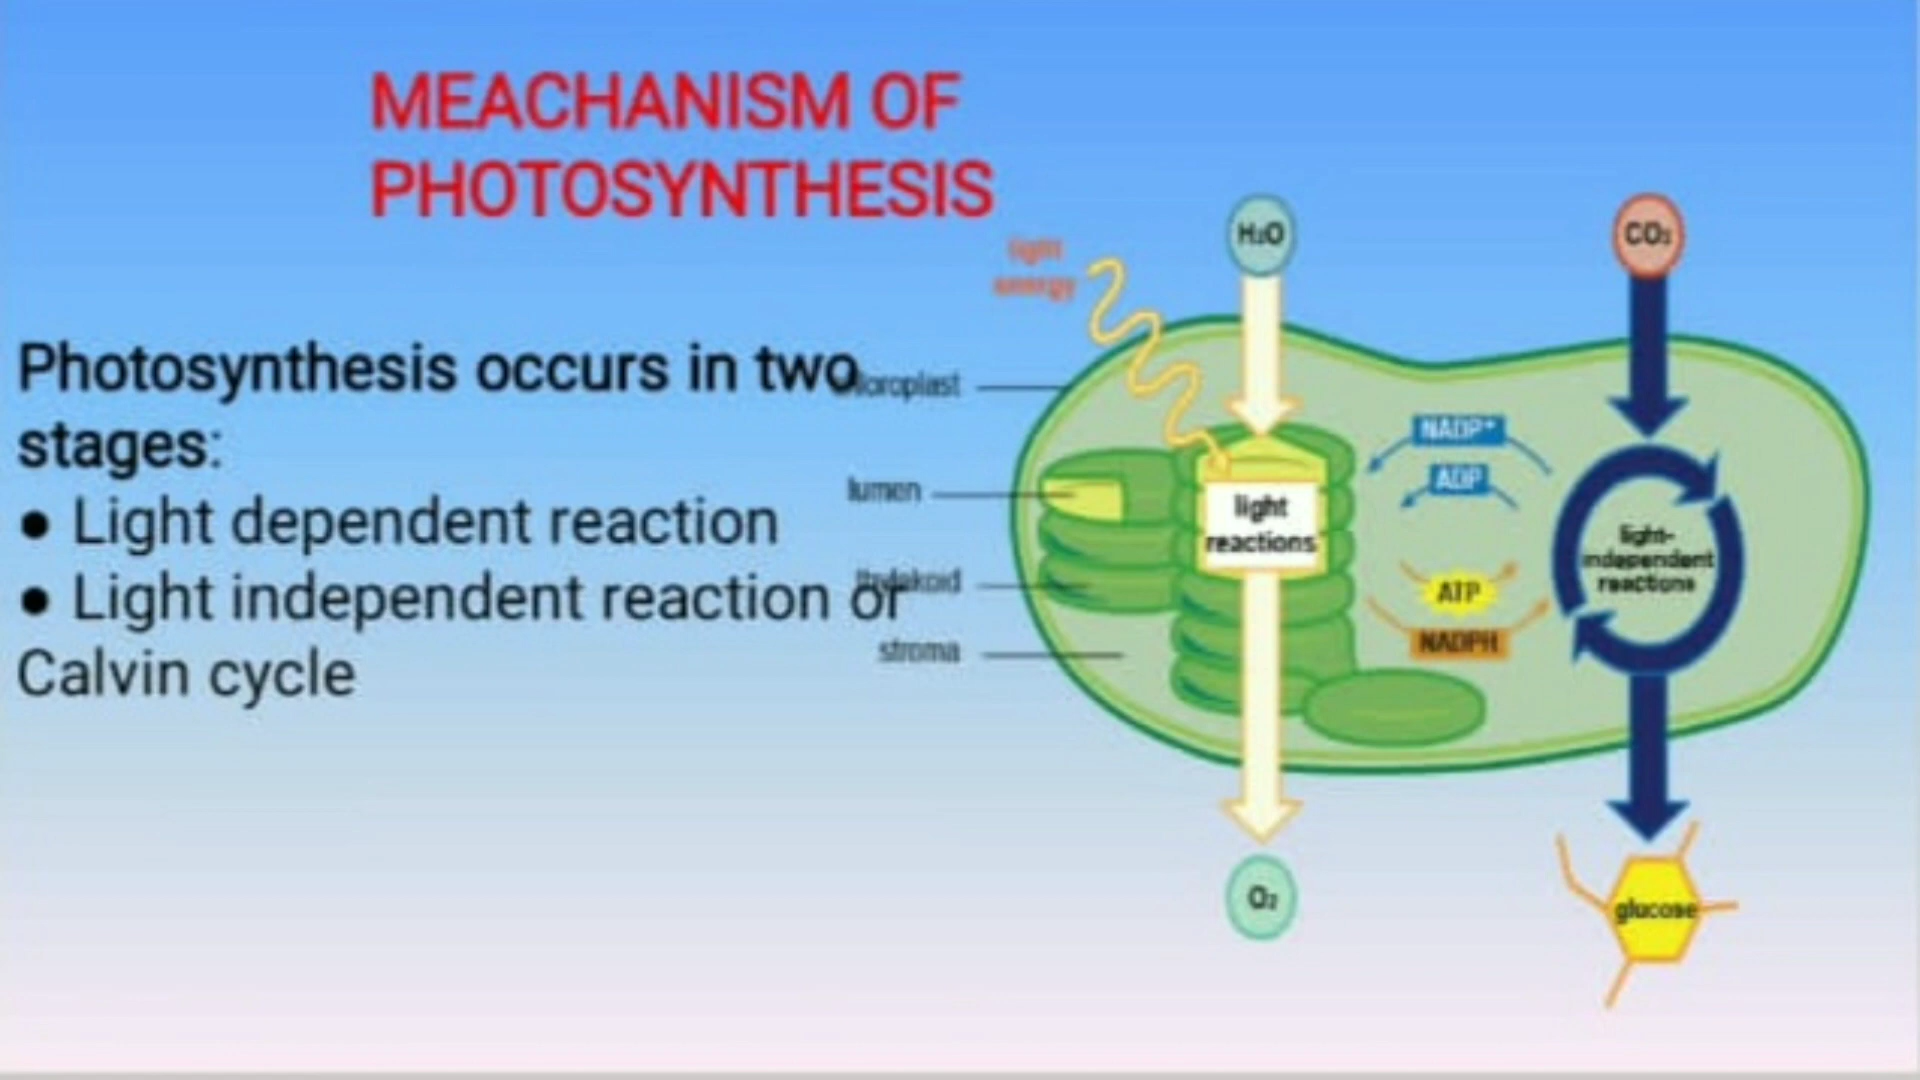 MEACHANISM OF
PHOTOSYNTHESIS
Photosynthesis occurs in two
stages:
● Light dependent reaction
● Light independent reaction or
Calvin cycle
light
energy
H₂O
CO₂
lumen
thylakoid
stroma
light
reactions
NADP⁺
ADP
ATP
NADPH
light-
independent
reactions
O₂
glucose